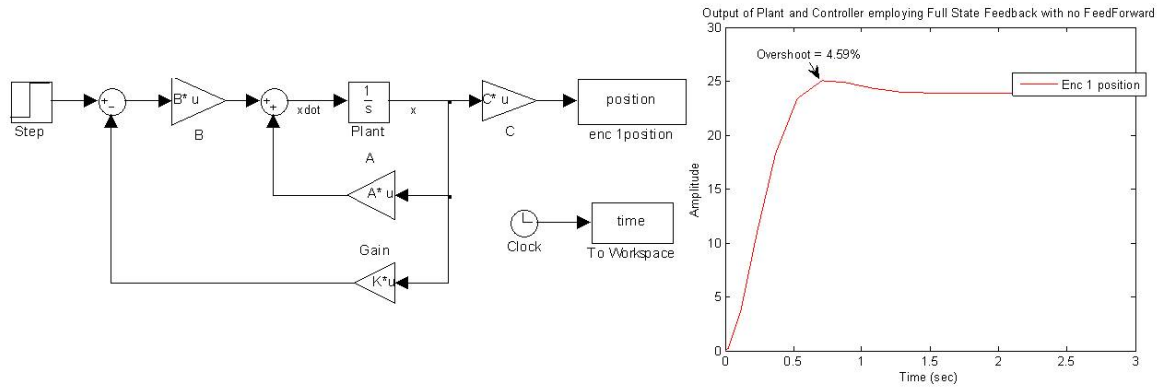 Step
+
−
B* u
B
+
+
xdot
1
s
Plant
x
C* u
C
position
enc 1position
A
A* u
Gain
K*u
Clock
time
To Workspace
Output of Plant and Controller employing Full State Feedback with no FeedForward
Overshoot = 4.59%
Enc 1 position
Amplitude
30
25
20
15
10
5
0
0
0.5
1
1.5
2
2.5
3
Time (sec)